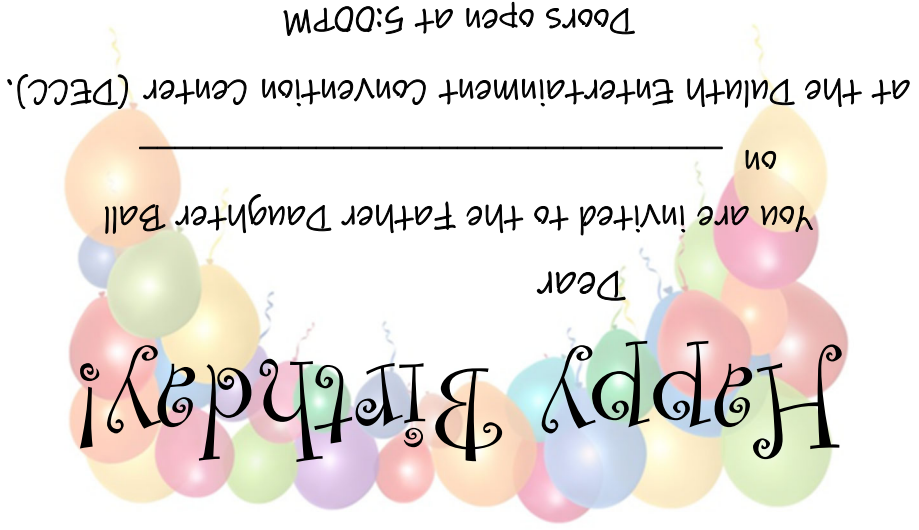 Happy Birthday!
Dear
You are invited to the Father Daughter Ball
on ________________________________
at the Duluth Entertainment Convention Center (DECC).
Doors open at 5:00PM